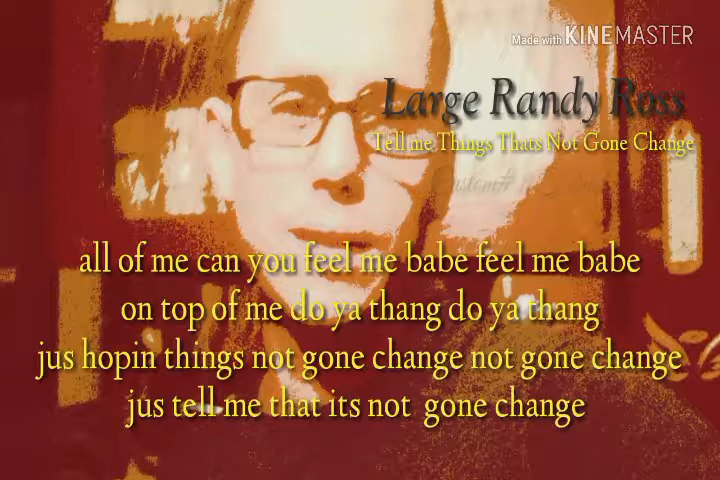 Made with KINEMASTER
Large Randy Ross
Tell me Things Thats Not Gone Change
all of me can you feel me babe feel me babe
on top of me do ya thang do ya thang
jus hopin things not gone change not gone change
jus tell me that its not gone change